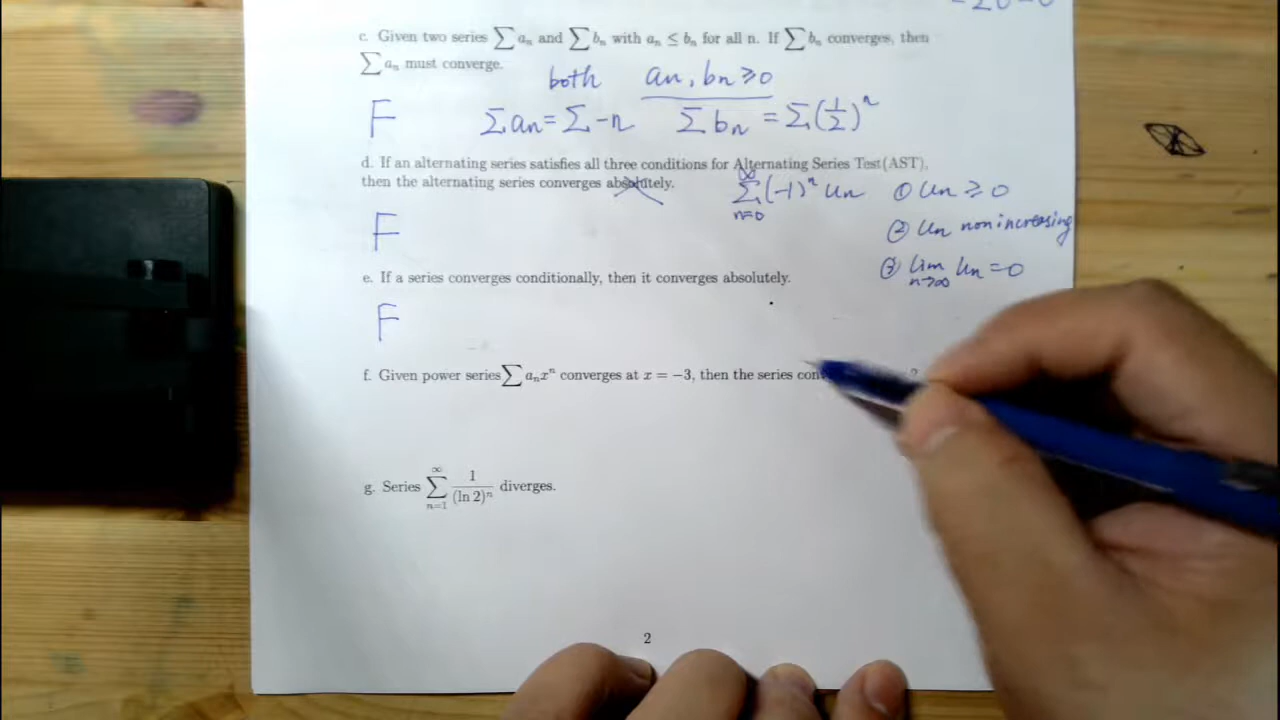 -20=0
c. Given two series ∑ aₙ and ∑ bₙ with aₙ ≤ bₙ for all n. If ∑ bₙ converges, then
∑ aₙ must converge.
both aₙ, bₙ ≥ 0
F ∑ aₙ = ∑ -n ∑ bₙ = ∑ (1/2)ⁿ
d. If an alternating series satisfies all three conditions for Alternating Series Test(AST),
then the alternating series converges absolutely.
∞∑n=0 (-1)ⁿ uₙ ① uₙ ≥ 0
F ② uₙ nonincreasing
③ lim n→∞ uₙ = 0
e. If a series converges conditionally, then it converges absolutely.
F
f. Given power series ∑ aₙxⁿ converges at x = −3, then the series
g. Series ∞∑n=1 1/(ln 2)ⁿ diverges.
2